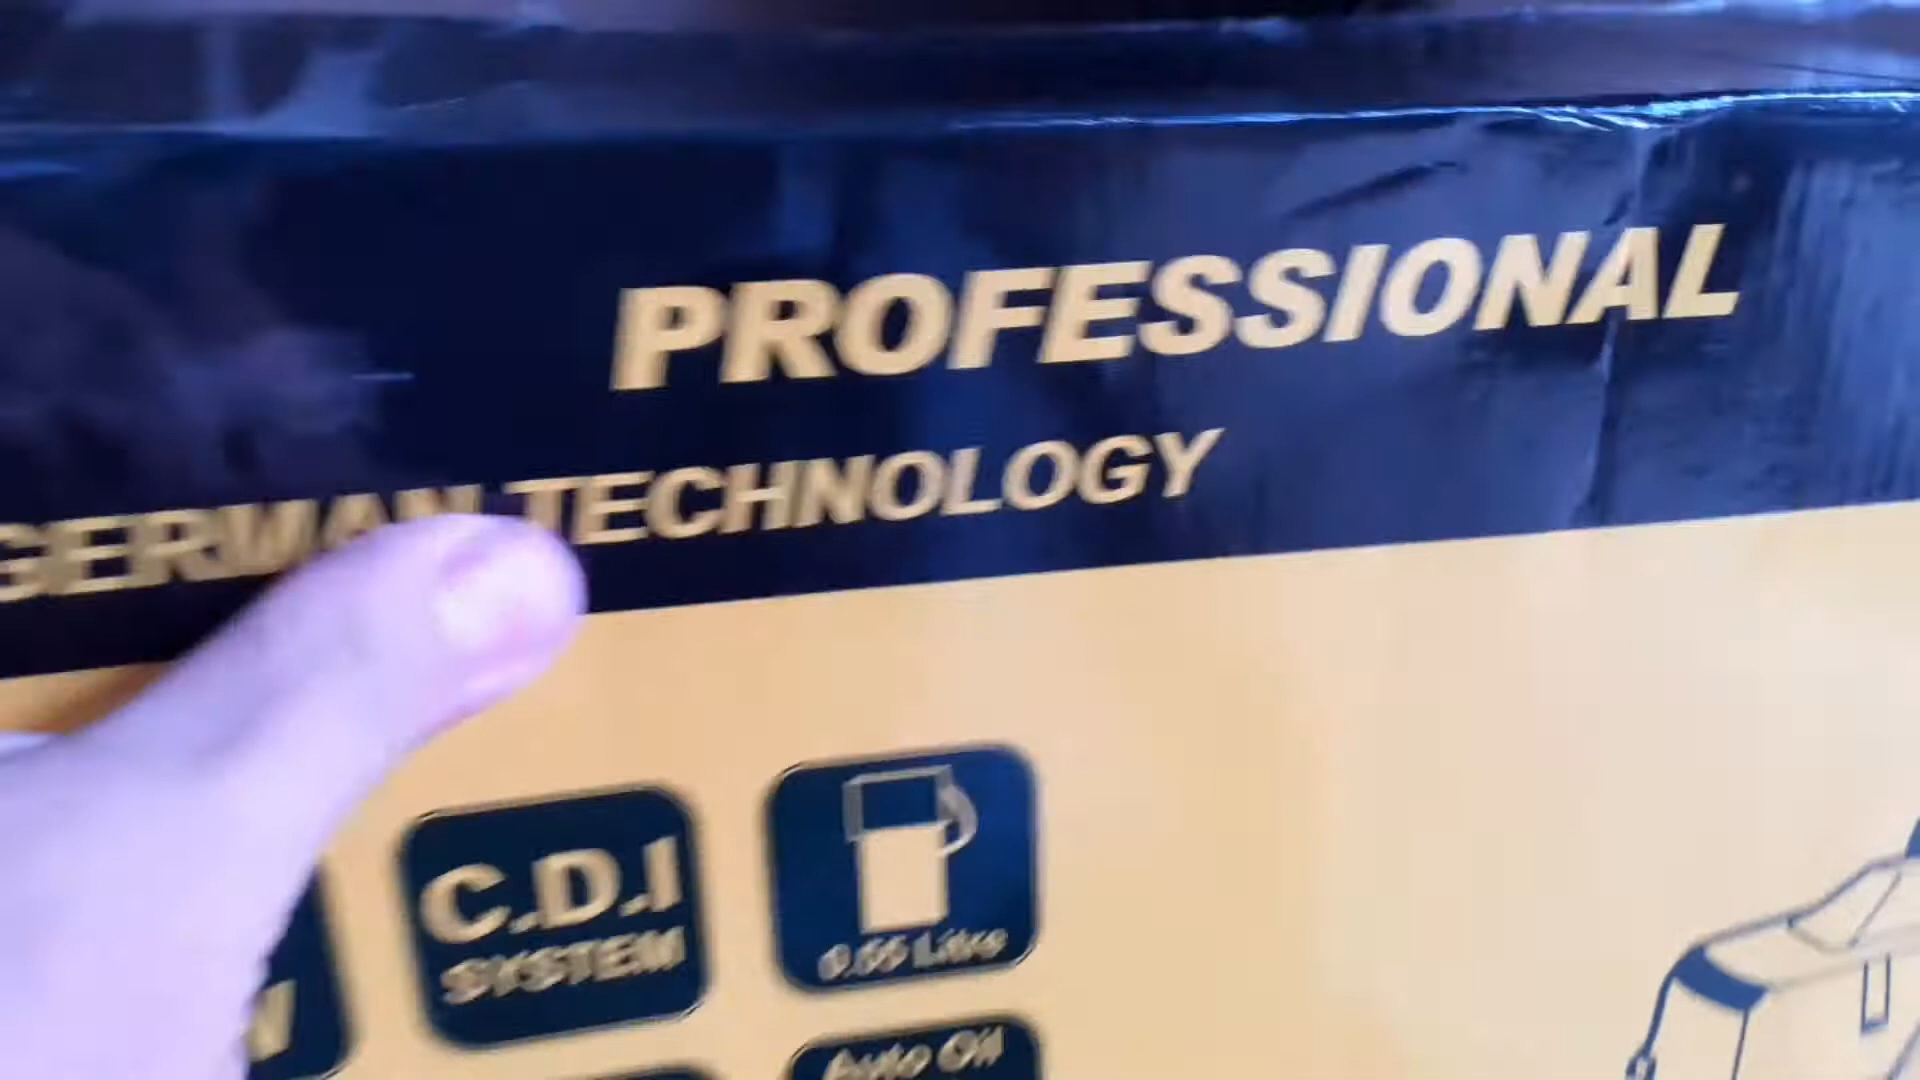 PROFESSIONAL
GERMAN TECHNOLOGY
C.D.I
SYSTEM
0.55 Litre
Auto Oil